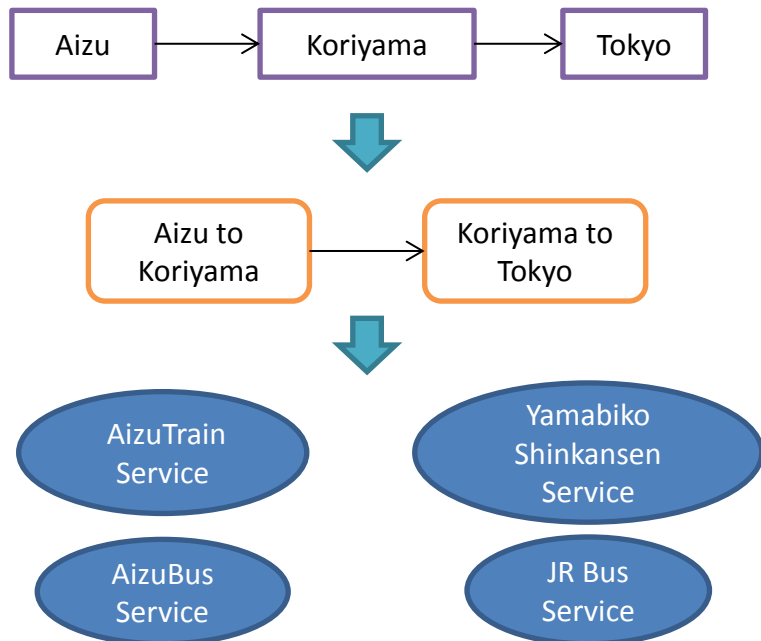 Aizu
Koriyama
Tokyo
Aizu to
Koriyama
Koriyama to
Tokyo
AizuTrain
Service
Yamabiko
Shinkansen
Service
AizuBus
Service
JR Bus
Service